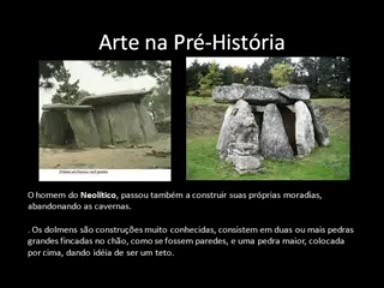 Arte na Pré-História
O homem do Neolítico, passou também a construir suas próprias moradias,
abandonando as cavernas.
. Os dolmens são construções muito conhecidas, consistem em duas ou mais pedras
grandes fincadas no chão, como se fossem paredes, e uma pedra maior, colocada
por cima, dando idéia de ser um teto.